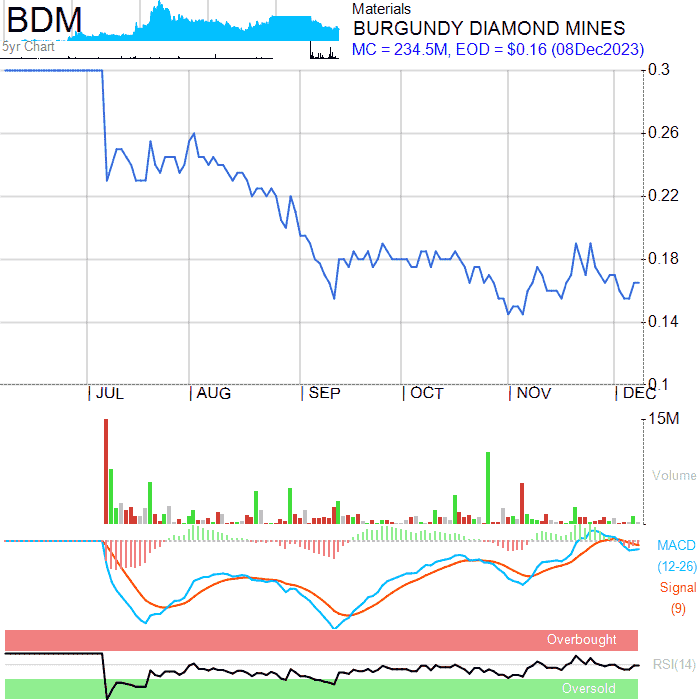 BDM
5yr Chart
Materials
BURGUNDY DIAMOND MINES
MC = 234.5M, EOD = $0.16 (08Dec2023)
0.3
0.26
0.22
0.18
0.14
0.1
JUL AUG SEP OCT NOV DEC
15M
Volume
MACD
(12-26)
Signal
(9)
Overbought
RSI(14)
Oversold